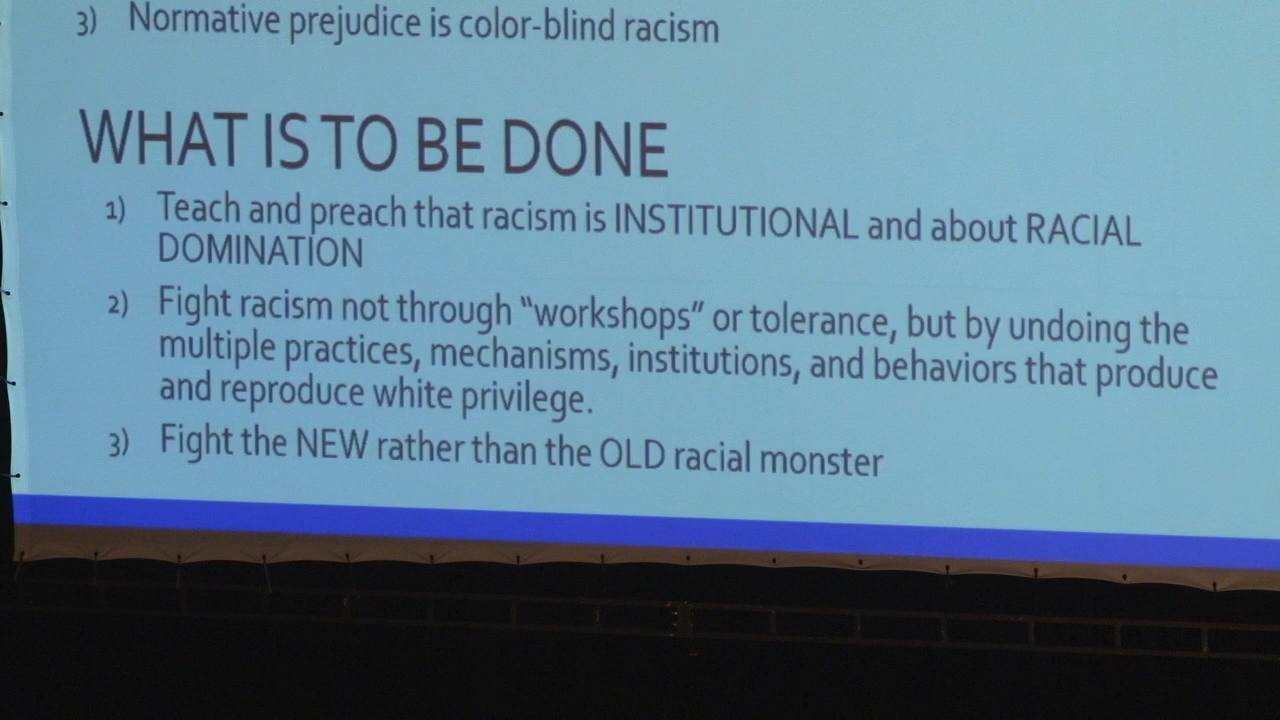 3) Normative prejudice is color-blind racism
WHAT IS TO BE DONE
1) Teach and preach that racism is INSTITUTIONAL and about RACIAL
DOMINATION
2) Fight racism not through "workshops" or tolerance, but by undoing the
multiple practices, mechanisms, institutions, and behaviors that produce
and reproduce white privilege.
3) Fight the NEW rather than the OLD racial monster